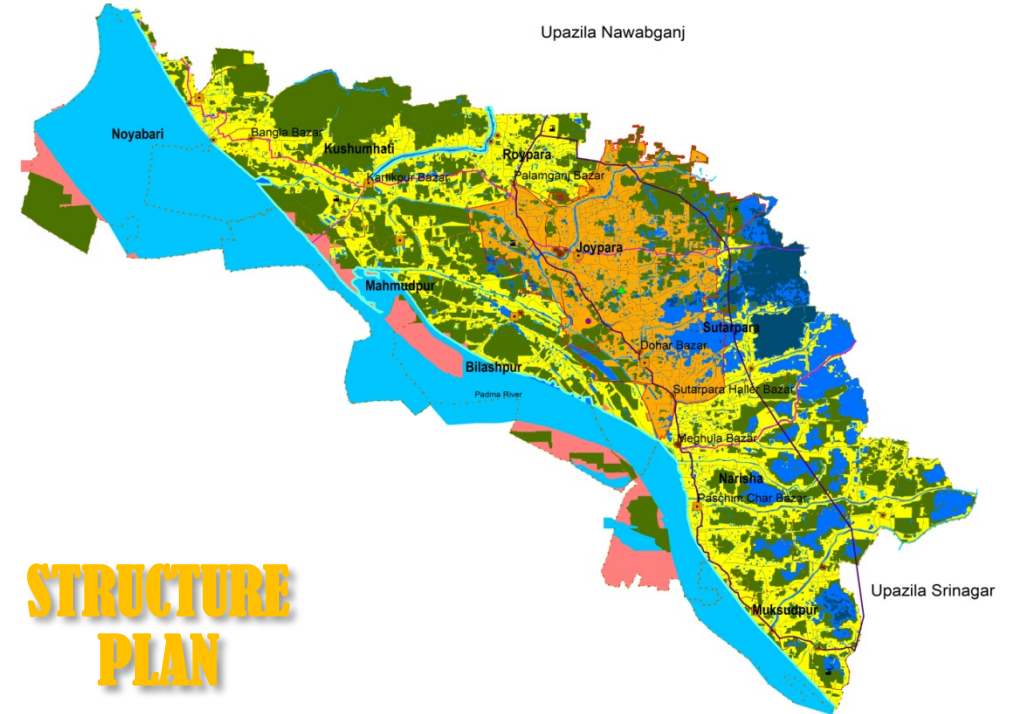 Upazila Nawabganj
Noyabari
Bangla Bazar
Kushumhati
Roypara
Kartikpur Bazar
Palamganj Bazar
Joypara
Mahmudpur
Sutarpara
Dohar Bazar
Bilashpur
Sutarpara Haller Bazar
Padma River
Meghula Bazar
Narisha
Paschim Char Bazar
STRUCTURE
PLAN
Upazila Srinagar
Muksudpur